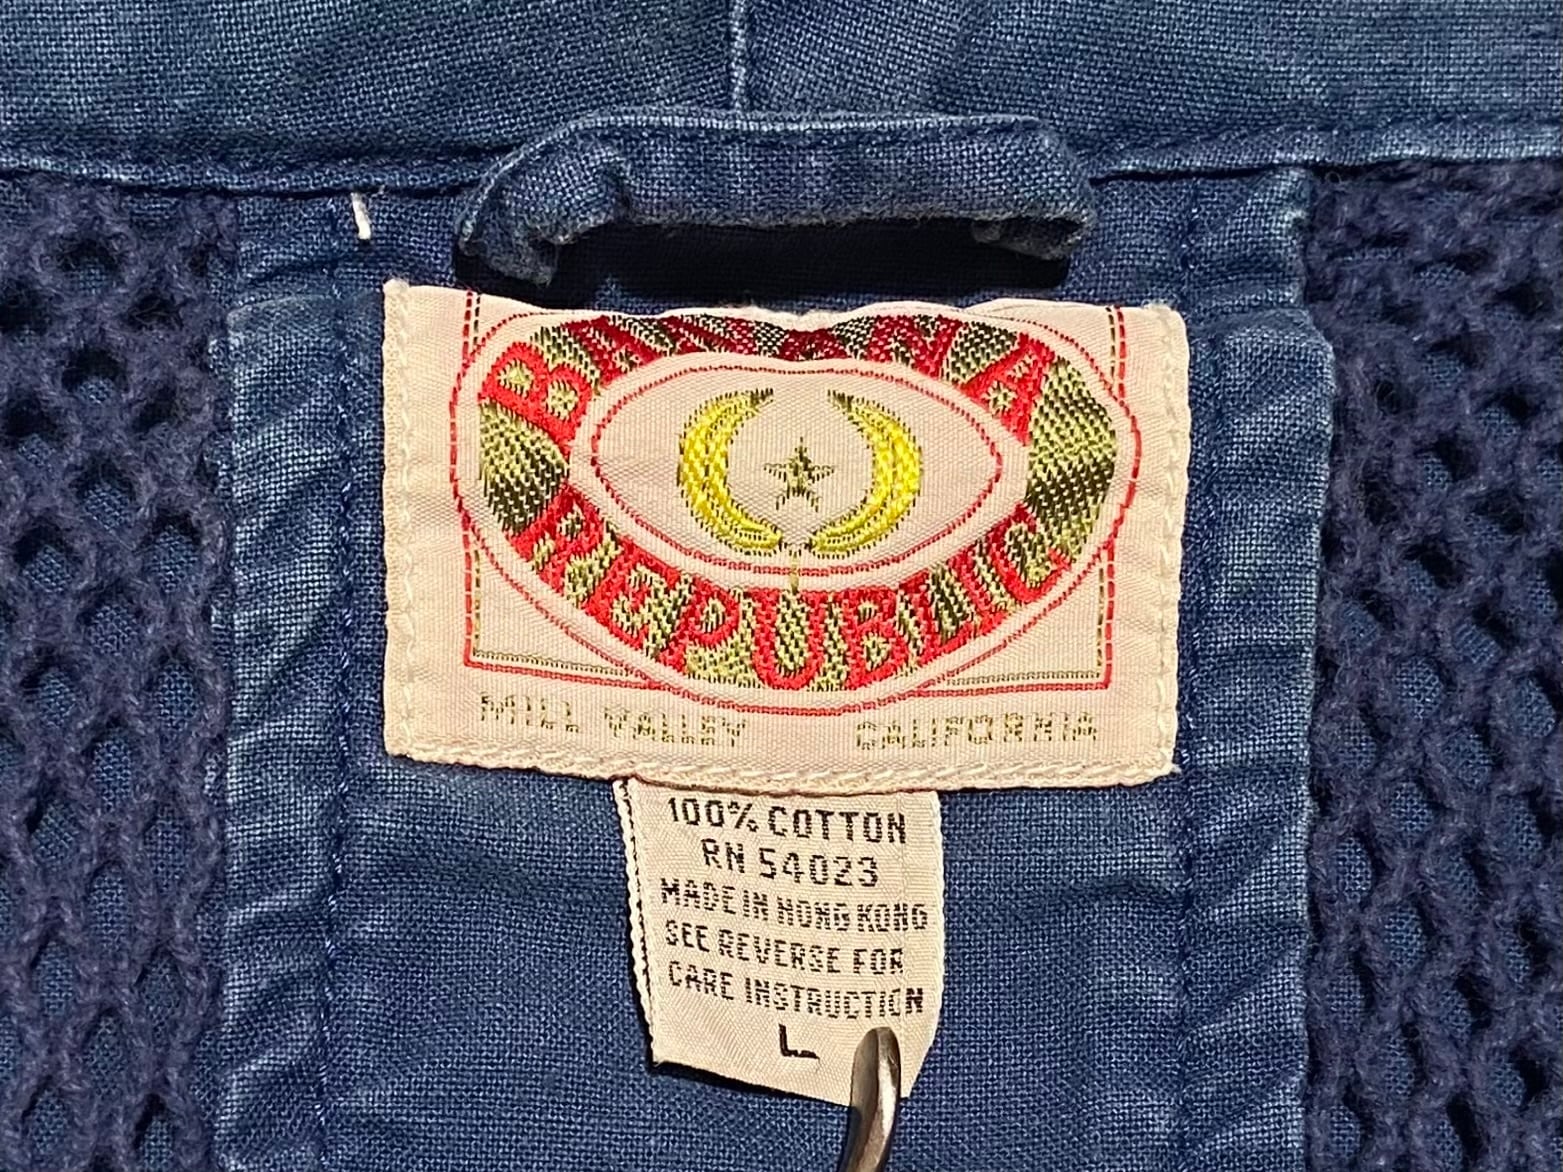 BANANA
REPUBLIC
MILL VALLEY CALIFORNIA
100% COTTON
RN 54023
MADE IN HONG KONG
SEE REVERSE FOR
CARE INSTRUCTION
L